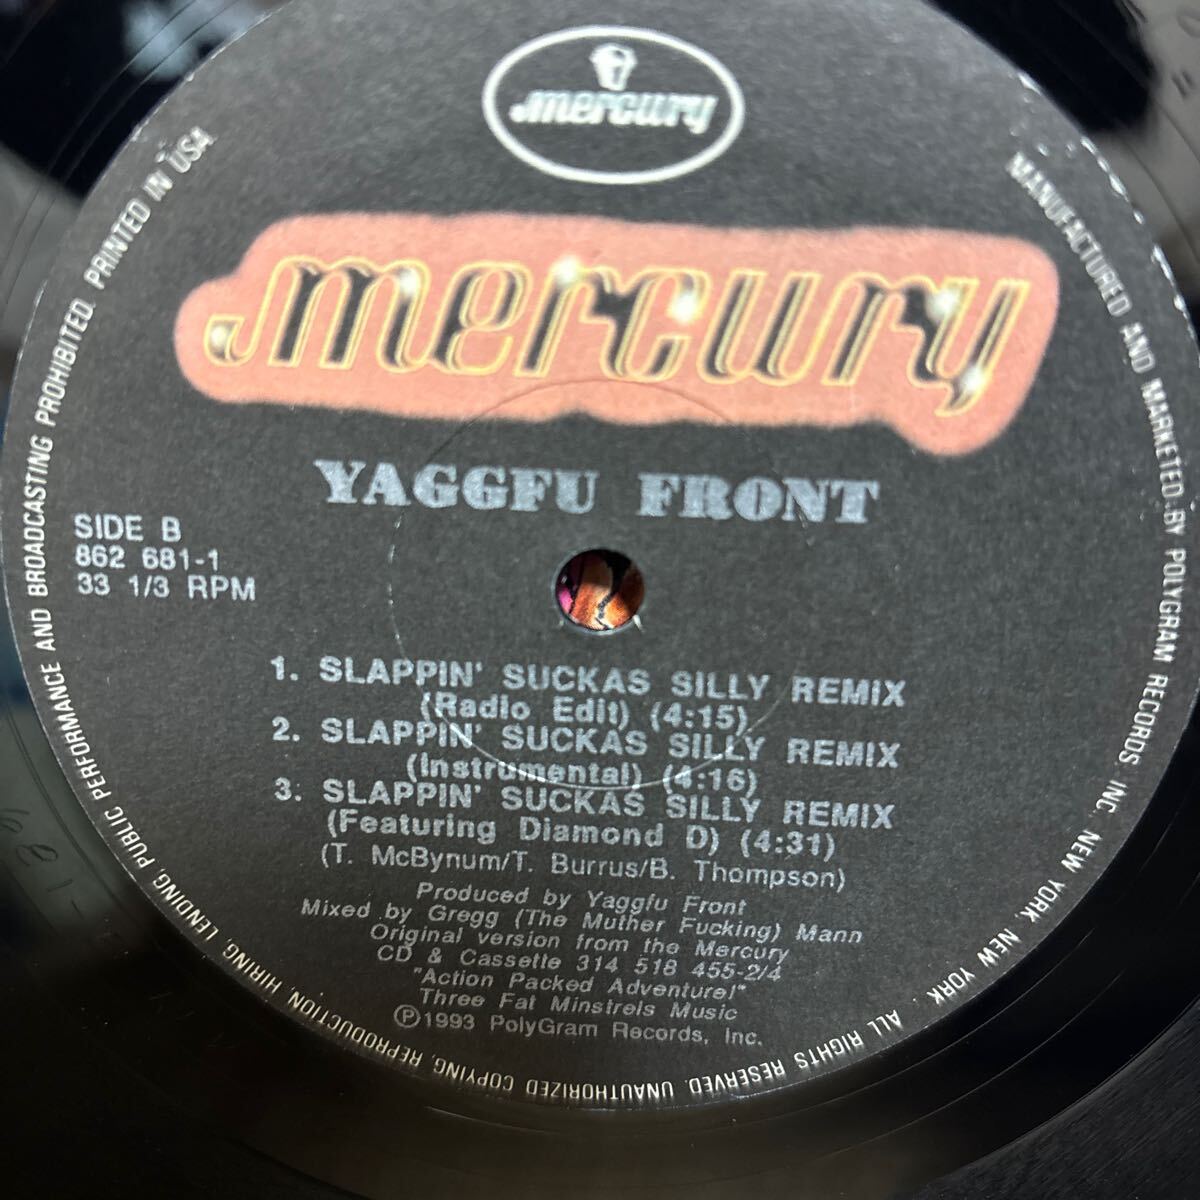 mercury
mercury
YAGGFU FRONT
SIDE B
862 681-1
33 1/3 RPM
1. SLAPPIN' SUCKAS SILLY REMIX
(Radio Edit) (4:15)
2. SLAPPIN' SUCKAS SILLY REMIX
(Instrumental) (4:16)
3. SLAPPIN' SUCKAS SILLY REMIX
(Featuring Diamond D) (4:31)
(T. McBynum/T. Burrus/B. Thompson)
Produced by Yaggfu Front
Mixed by Gregg (The Muther Fucking) Mann
Original version from the Mercury
CD & Cassette 314 518 455-2/4
"Action Packed Adventure!"
Three Fat Minstrels Music
Ⓟ1993 PolyGram Records, Inc.
MANUFACTURED AND MARKETED BY POLYGRAM RECORDS INC. NEW YORK, NEW YORK. ALL RIGHTS RESERVED. UNAUTHORIZED COPYING, REPRODUCTION, HIRING, LENDING, PUBLIC PERFORMANCE AND BROADCASTING PROHIBITED. PRINTED IN USA